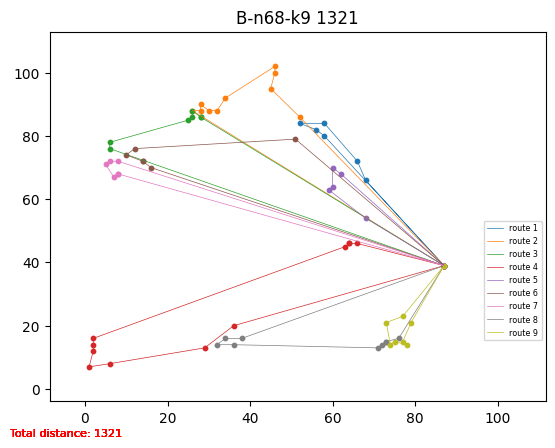 B-n68-k9 1321
100
80
60
40
20
0
0 20 40 60 80 100
route 1
route 2
route 3
route 4
route 5
route 6
route 7
route 8
route 9
Total distance: 1321